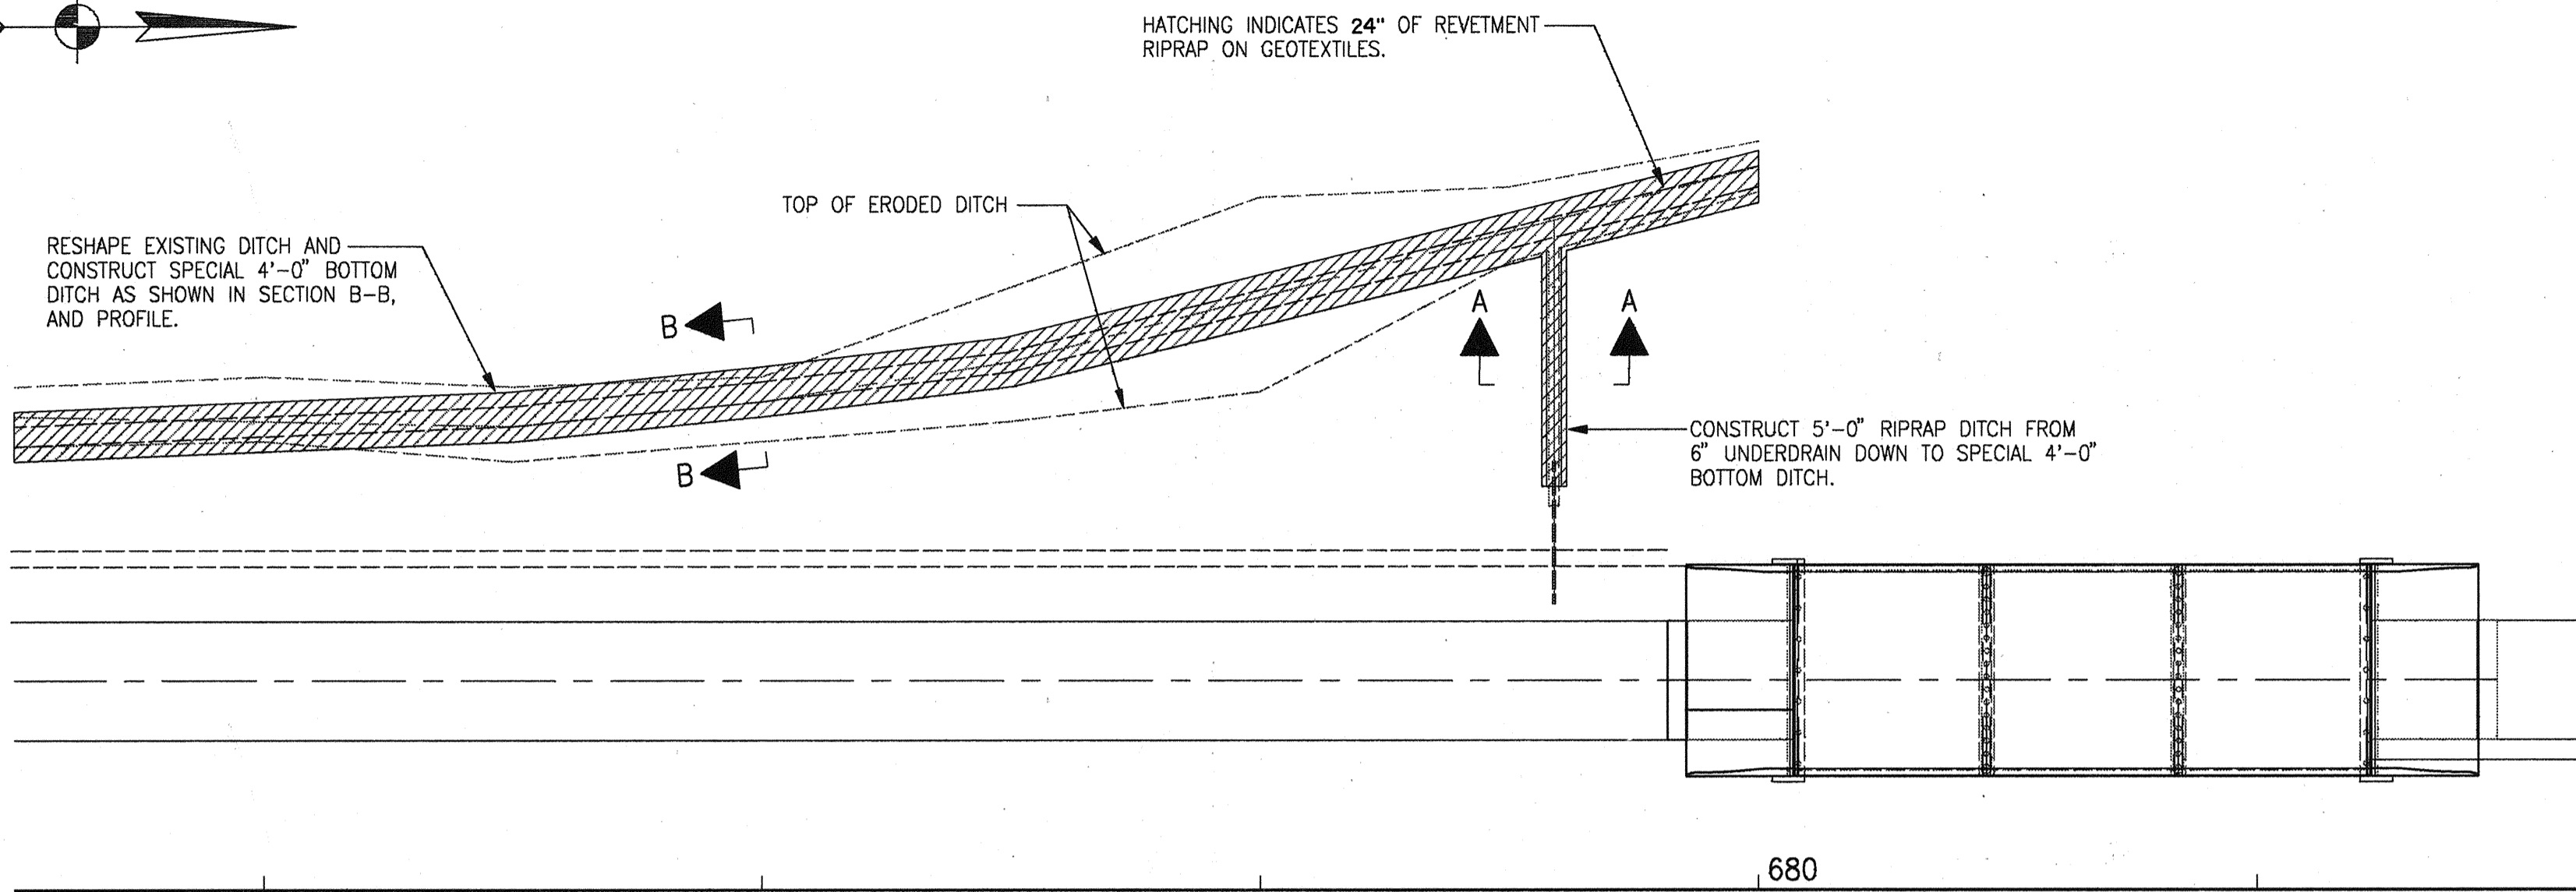 HATCHING INDICATES 24" OF REVETMENT
RIPRAP ON GEOTEXTILES.
TOP OF ERODED DITCH
RESHAPE EXISTING DITCH AND
CONSTRUCT SPECIAL 4'-0" BOTTOM
DITCH AS SHOWN IN SECTION B-B,
AND PROFILE.
B
B
A
A
CONSTRUCT 5'-0" RIPRAP DITCH FROM
6" UNDERDRAIN DOWN TO SPECIAL 4'-0"
BOTTOM DITCH.
680